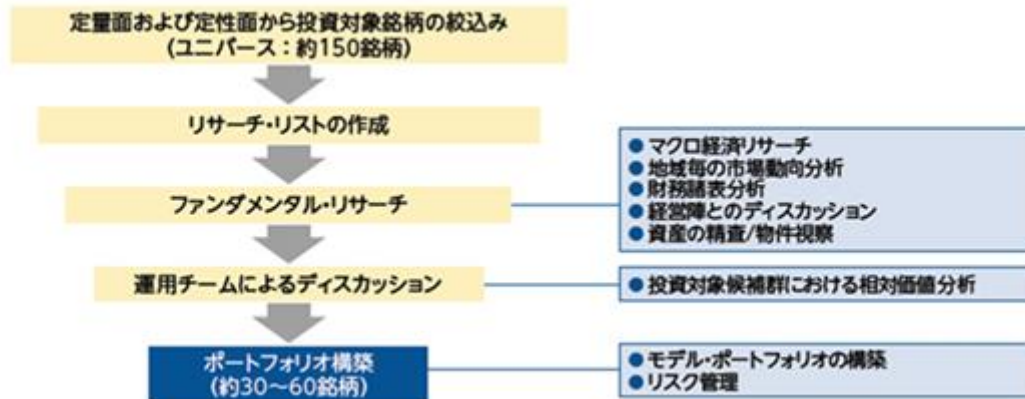 定量面および定性面から投資対象銘柄の絞込み
(ユニバース：約150銘柄)
リサーチ・リストの作成
ファンダメンタル・リサーチ
● マクロ経済リサーチ
● 地域毎の市場動向分析
● 財務諸表分析
● 経営陣とのディスカッション
● 資産の精査/物件視察
運用チームによるディスカッション
● 投資対象候補群における相対価値分析
ポートフォリオ構築
(約30～60銘柄)
● モデル・ポートフォリオの構築
● リスク管理